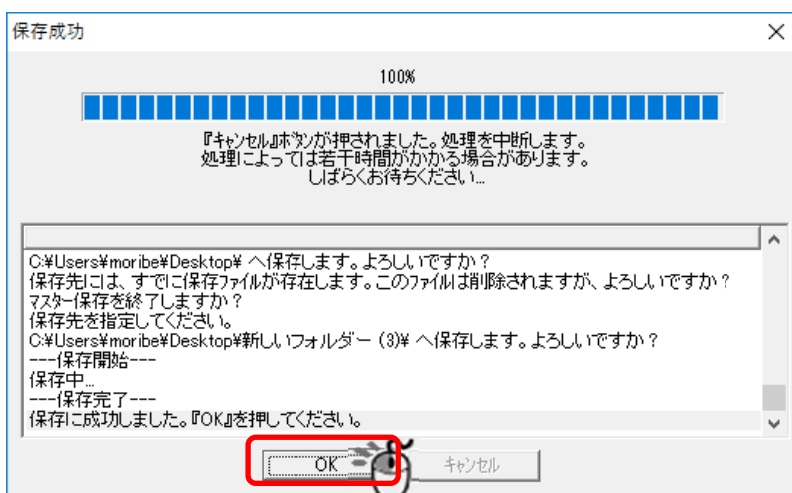 保存成功
100%
『キャンセル』ボタンが押されました。処理を中断します。
処理によっては若干時間がかかる場合があります。
しばらくお待ちください...
C:¥Users¥moribe¥Desktop¥ へ保存します。よろしいですか?
保存先には、すでに保存ファイルが存在します。このファイルは削除されますが、よろしいですか?
マスター保存を終了しますか?
保存先を指定してください。
C:¥Users¥moribe¥Desktop¥新しいフォルダー (3)¥ へ保存します。よろしいですか?
---保存開始---
保存中...
---保存完了---
保存に成功しました。『OK』を押してください。
OK
キャンセル